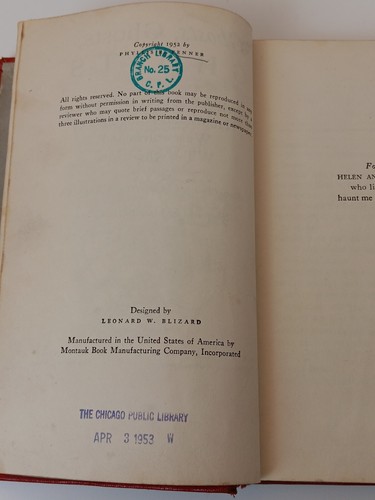 Copyright 1952 by
PHYL ENNER
BRANCH LIBRARY
No. 25
C. P. L.
All rights reserved. No part of this book may be reproduced in any
form without permission in writing from the publisher, except by a
reviewer who may quote brief passages or reproduce not more than
three illustrations in a review to be printed in a magazine or newspaper.
Designed by
LEONARD W. BLIZARD
Manufactured in the United States of America by
Montauk Book Manufacturing Company, Incorporated
THE CHICAGO PUBLIC LIBRARY
APR 3 1953 W
Fo
HELEN AN
who li
haunt me